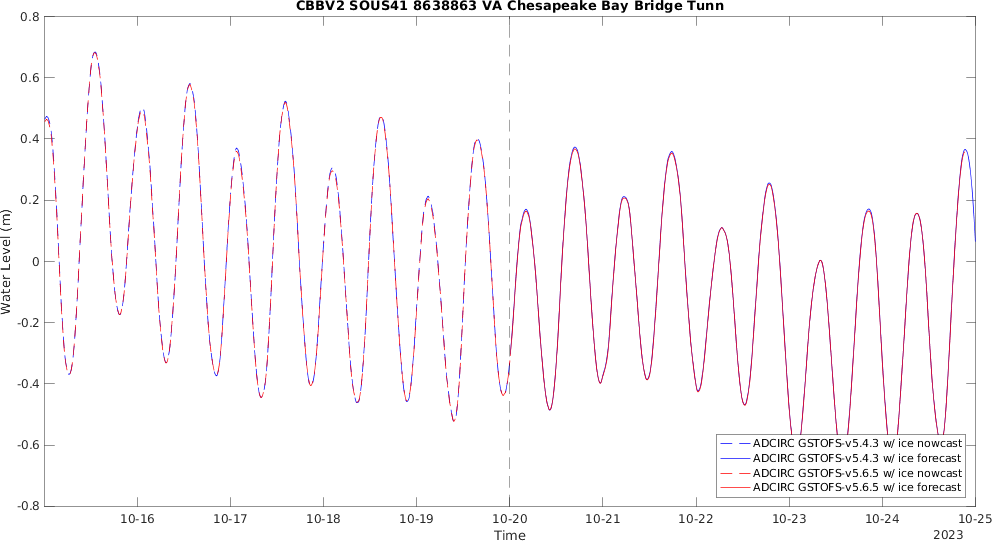 CBBV2 SOUS41 8638863 VA Chesapeake Bay Bridge Tunn
0.8
0.6
0.4
0.2
0
-0.2
-0.4
-0.6
-0.8
Water Level (m)
ADCIRC GSTOFS-v5.4.3 w/ ice nowcast
ADCIRC GSTOFS-v5.4.3 w/ ice forecast
ADCIRC GSTOFS-v5.6.5 w/ ice nowcast
ADCIRC GSTOFS-v5.6.5 w/ ice forecast
10-16 10-17 10-18 10-19 10-20 10-21 10-22 10-23 10-24 10-25
Time
2023